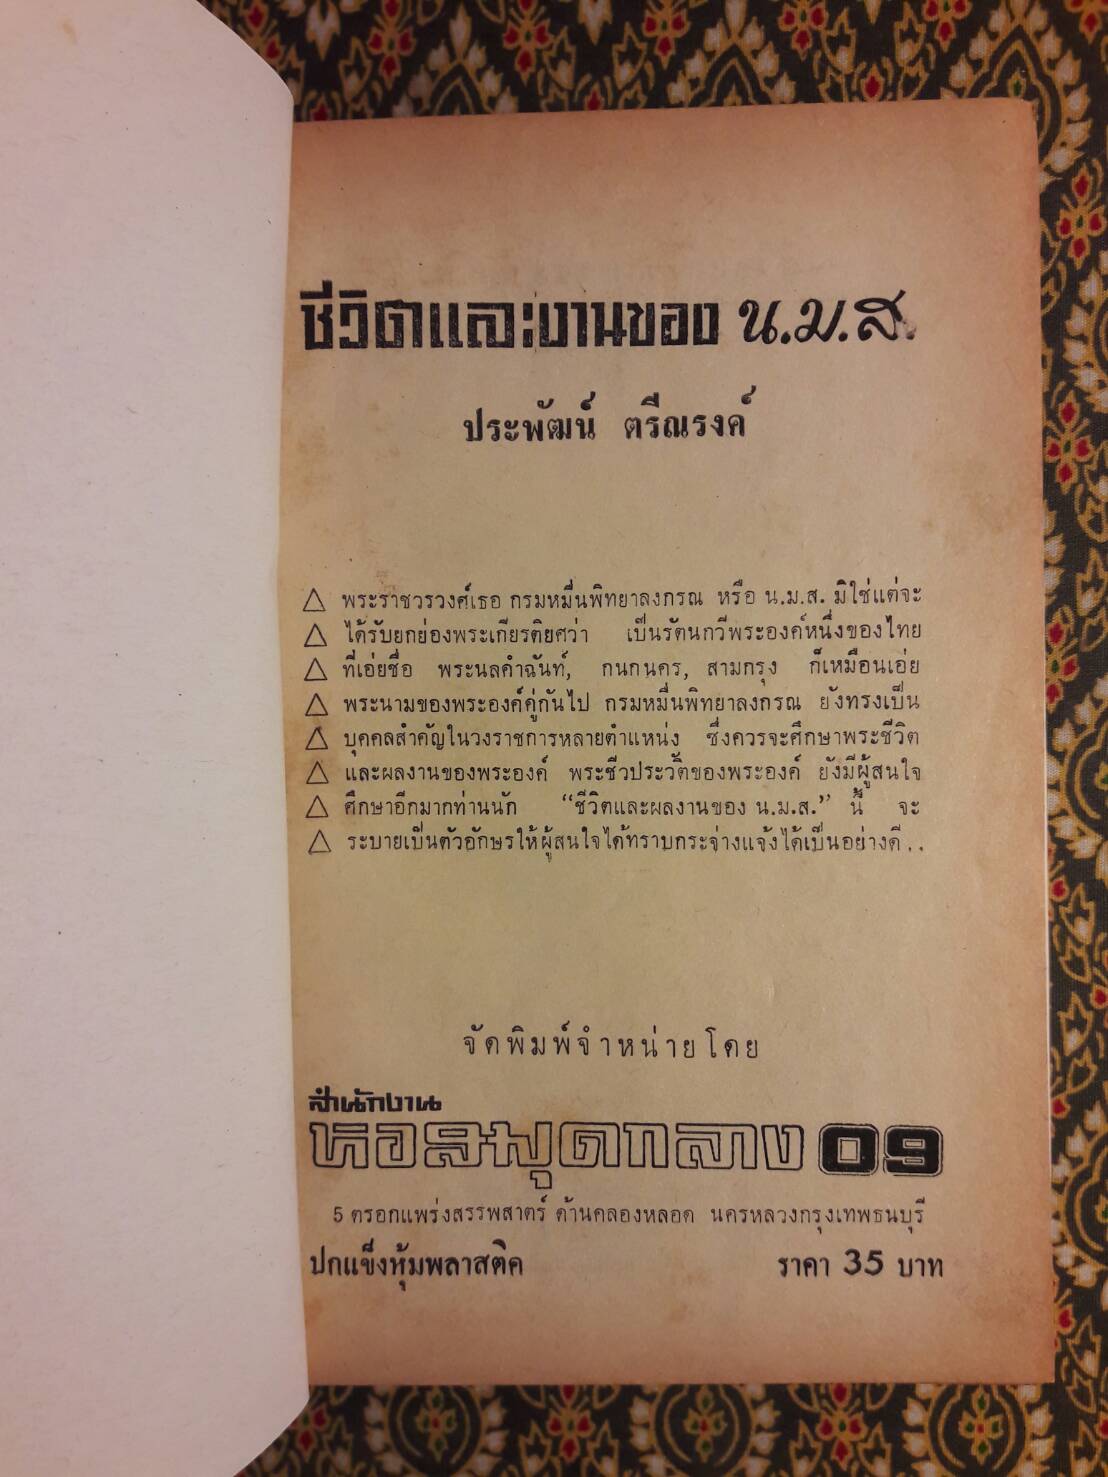 ชีวิตและงานของ น.ม.ส.
ประพัฒน์ ตรีณรงค์
△ พระราชวรวงศ์เธอ กรมหมื่นพิทยาลงกรณ หรือ น.ม.ส. มิใช่แต่จะ
△ ได้รับยกย่องพระเกียรติยศว่า เป็นรัตนกวีพระองค์หนึ่งของไทย
△ ที่เอ่ยชื่อ พระนลคำฉันท์, กนกนคร, สามกรุง ก็เหมือนเอ่ย
△ พระนามของพระองค์คู่กันไป กรมหมื่นพิทยาลงกรณ ยังทรงเป็น
△ บุคคลสำคัญในวงราชการหลายตำแหน่ง ซึ่งควรจะศึกษาพระชีวิต
△ และผลงานของพระองค์ พระชีวประวัติของพระองค์ ยังมีผู้สนใจ
△ ศึกษาอีกมากท่านนัก “ชีวิตและผลงานของ น.ม.ส.” นี้ จะ
△ ระบายเป็นตัวอักษรให้ผู้สนใจได้ทราบกระจ่างแจ้งได้เป็นอย่างดี..
จัดพิมพ์จำหน่ายโดย
สำนักงาน
หอสมุดกลาง 09
5 ตรอกแพร่งสรรพสาตร์ ด้านคลองหลอด นครหลวงกรุงเทพธนบุรี
ปกแข็งหุ้มพลาสติค ราคา 35 บาท